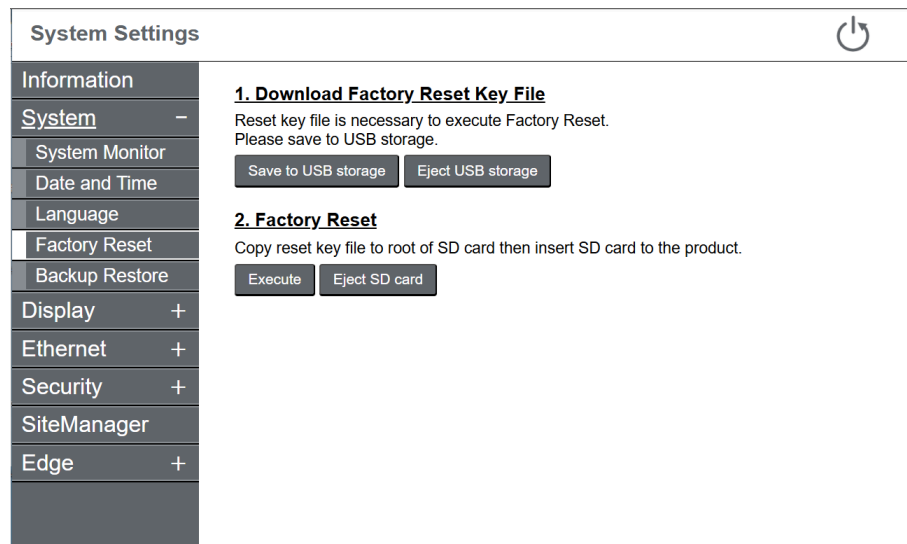 System Settings
Information
System −
System Monitor
Date and Time
Language
Factory Reset
Backup Restore
Display +
Ethernet +
Security +
SiteManager
Edge +
1. Download Factory Reset Key File
Reset key file is necessary to execute Factory Reset.
Please save to USB storage.
Save to USB storage Eject USB storage
2. Factory Reset
Copy reset key file to root of SD card then insert SD card to the product.
Execute Eject SD card